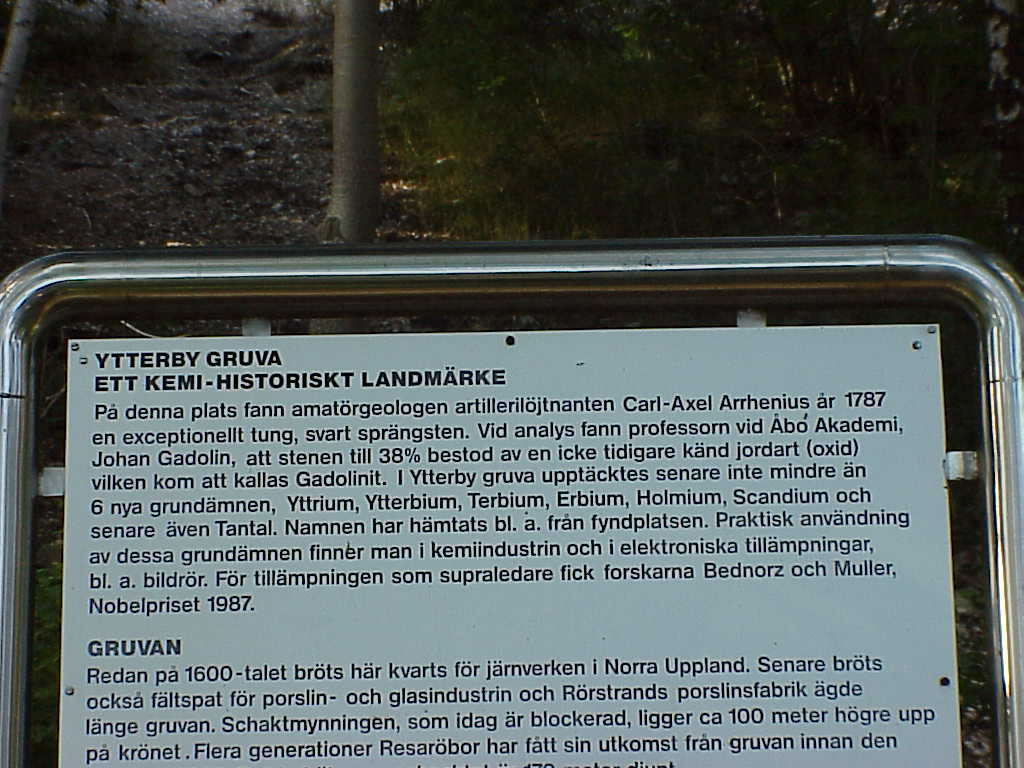 YTTERBY GRUVA
ETT KEMI-HISTORISKT LANDMÄRKE
På denna plats fann amatörgeologen artillerilöjtnanten Carl-Axel Arrhenius år 1787
en exceptionellt tung, svart sprängsten. Vid analys fann professorn vid Åbo Akademi,
Johan Gadolin, att stenen till 38% bestod av en icke tidigare känd jordart (oxid)
vilken kom att kallas Gadolinit. I Ytterby gruva upptäcktes senare inte mindre än
6 nya grundämnen, Yttrium, Ytterbium, Terbium, Erbium, Holmium, Scandium och
senare även Tantal. Namnen har hämtats bl. a. från fyndplatsen. Praktisk användning
av dessa grundämnen finner man i kemiindustrin och i elektroniska tillämpningar,
bl. a. bildrör. För tillämpningen som supraledare fick forskarna Bednorz och Muller,
Nobelpriset 1987.
GRUVAN
Redan på 1600-talet bröts här kvarts för järnverken i Norra Uppland. Senare bröts
också fältspat för porslin- och glasindustrin och Rörstrands porslinsfabrik ägde
länge gruvan. Schaktmynningen, som idag är blockerad, ligger ca 100 meter högre upp
på krönet. Flera generationer Resaröbor har fått sin utkomst från gruvan innan den